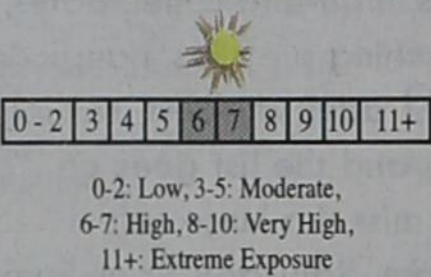 0 - 2 3 4 5 6 7 8 9 10 11+
0-2: Low, 3-5: Moderate,
6-7: High, 8-10: Very High,
11+: Extreme Exposure